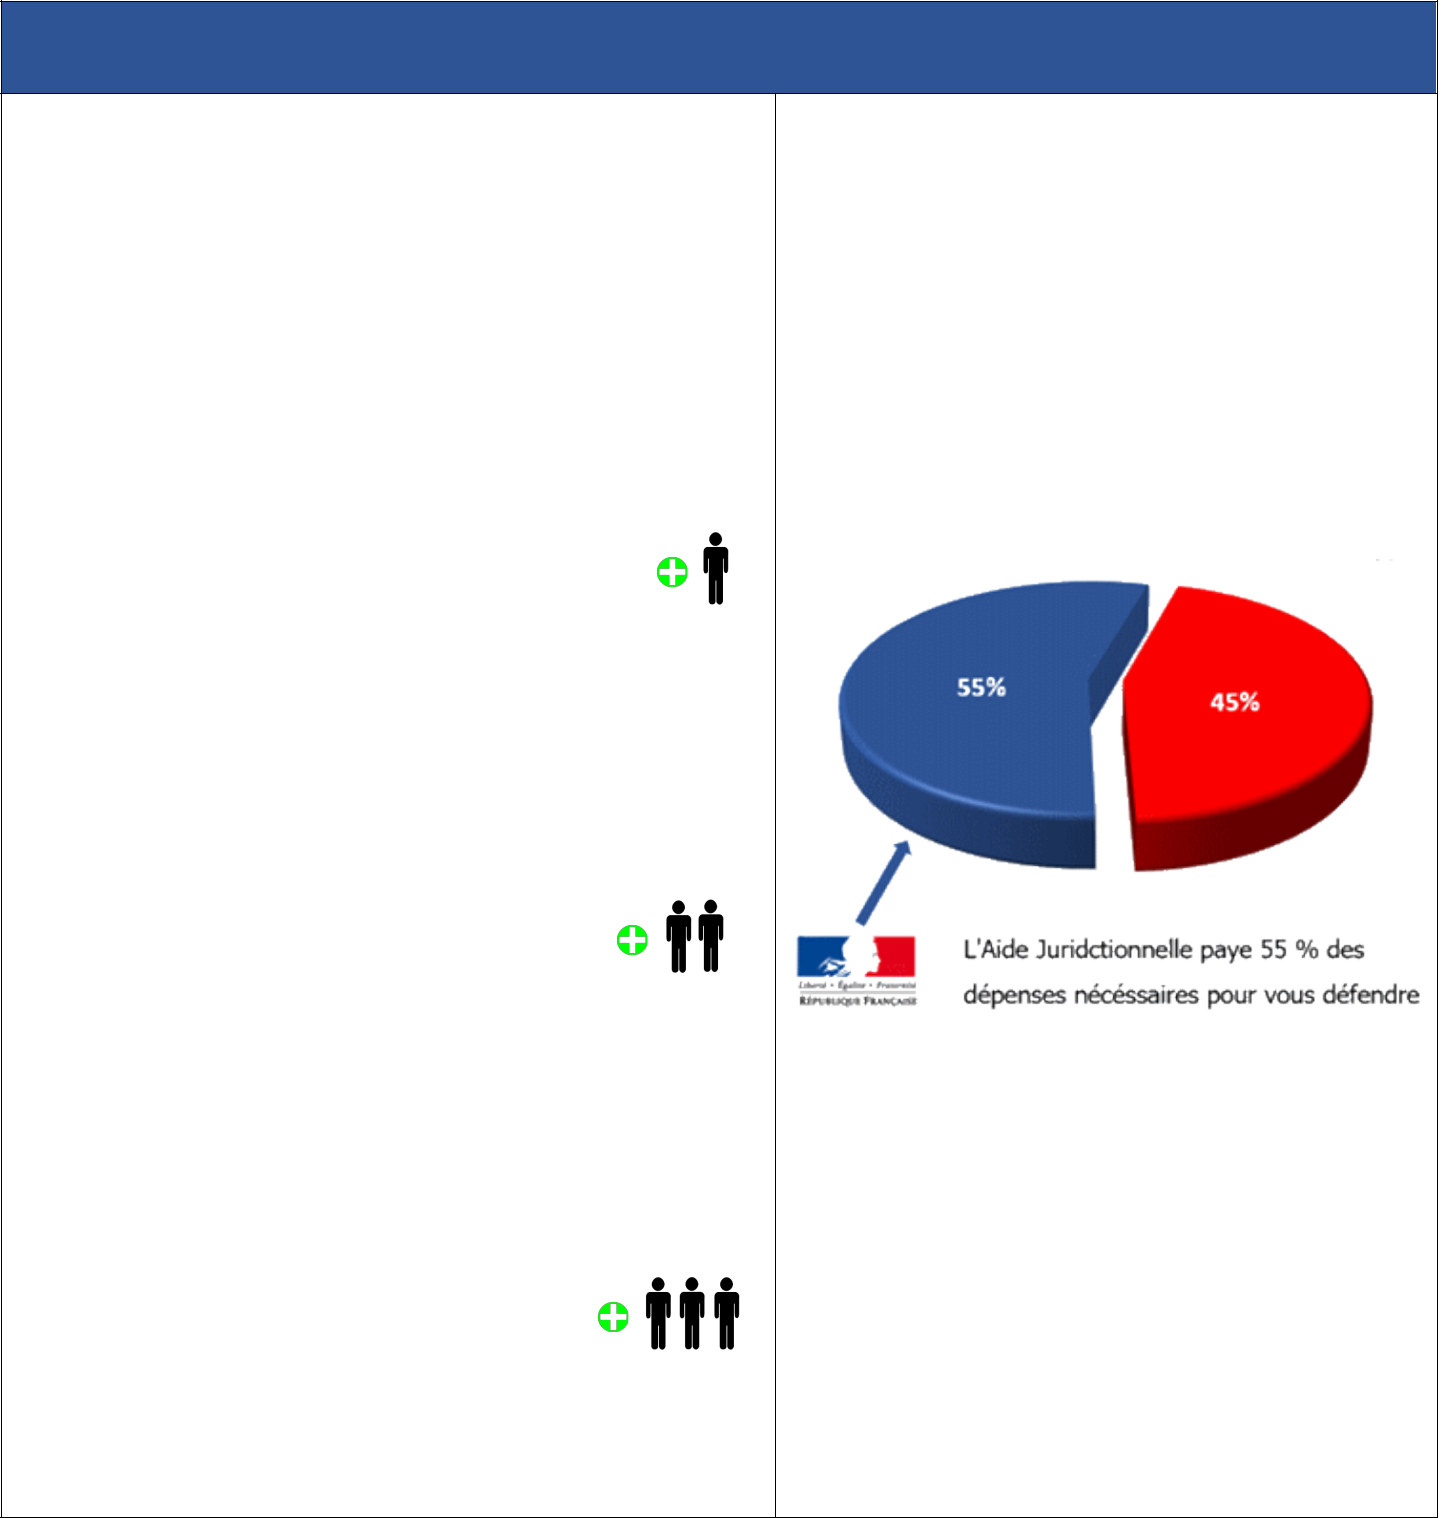 55%
45%
L'Aide Juridctionnelle paye 55 % des
dépenses nécéssaires pour vous défendre
Liberté • Égalité • Fraternité
RÉPUBLIQUE FRANÇAISE